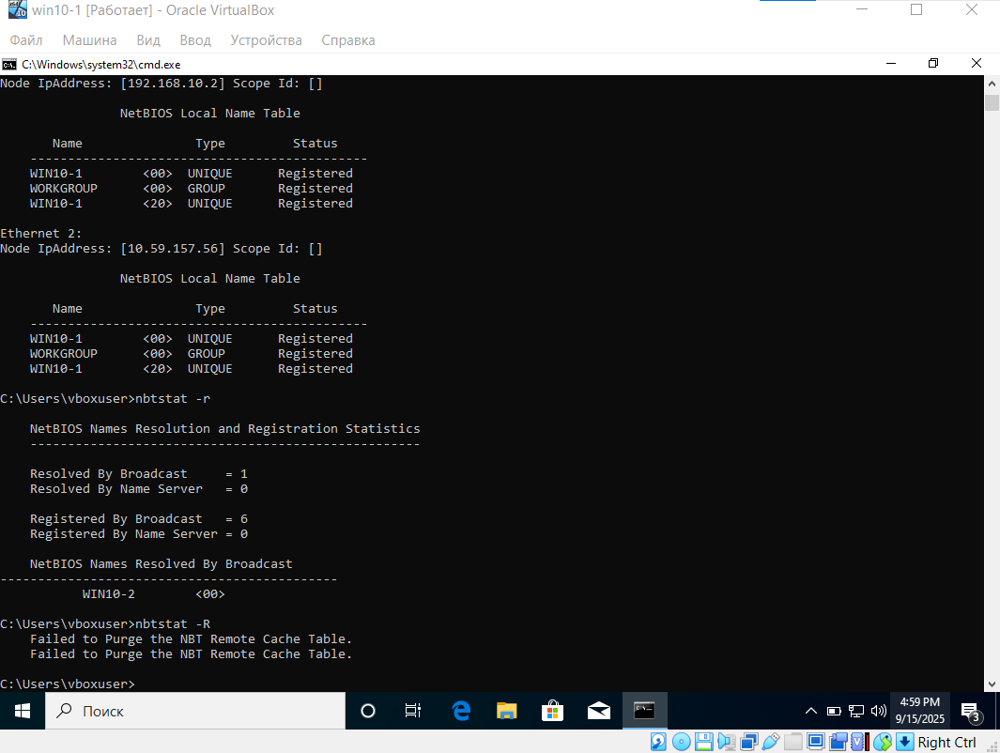 win10-1 [Работает] - Oracle VirtualBox
Файл Машина Вид Ввод Устройства Справка
C:\Windows\system32\cmd.exe
Node IpAddress: [192.168.10.2] Scope Id: []
NetBIOS Local Name Table
Name Type Status
---------------------------------------------
WIN10-1 <00> UNIQUE Registered
WORKGROUP <00> GROUP Registered
WIN10-1 <20> UNIQUE Registered
Ethernet 2:
Node IpAddress: [10.59.157.56] Scope Id: []
NetBIOS Local Name Table
Name Type Status
---------------------------------------------
WIN10-1 <00> UNIQUE Registered
WORKGROUP <00> GROUP Registered
WIN10-1 <20> UNIQUE Registered
C:\Users\vboxuser>nbtstat -r
NetBIOS Names Resolution and Registration Statistics
----------------------------------------------------
Resolved By Broadcast = 1
Resolved By Name Server = 0
Registered By Broadcast = 6
Registered By Name Server = 0
NetBIOS Names Resolved By Broadcast
---------------------------------------------
WIN10-2 <00>
C:\Users\vboxuser>nbtstat -R
Failed to Purge the NBT Remote Cache Table.
Failed to Purge the NBT Remote Cache Table.
C:\Users\vboxuser>
Поиск
4:59 PM
9/15/2025
3
Right Ctrl